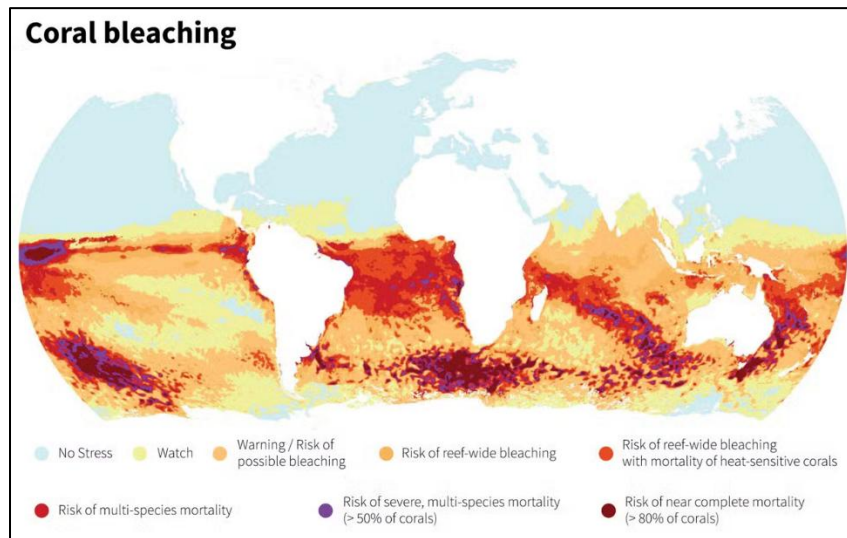 Coral bleaching
No Stress
Watch
Warning / Risk of
possible bleaching
Risk of reef-wide bleaching
Risk of reef-wide bleaching
with mortality of heat-sensitive corals
Risk of multi-species mortality
Risk of severe, multi-species mortality
(> 50% of corals)
Risk of near complete mortality
(> 80% of corals)